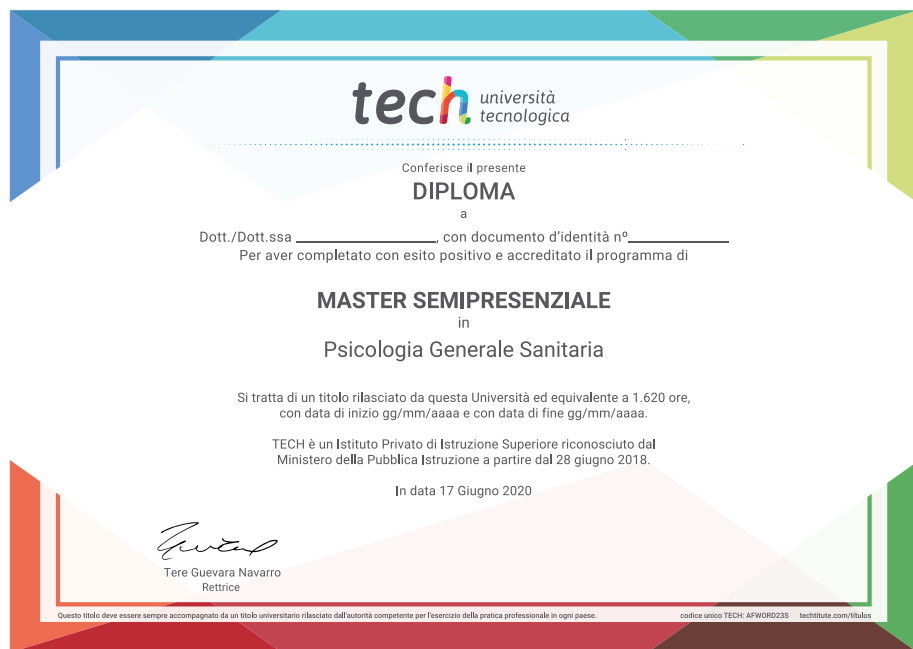 tech università
tecnologica
Conferisce il presente
DIPLOMA
a
Dott./Dott.ssa ________________, con documento d'identità nº____________
Per aver completato con esito positivo e accreditato il programma di
MASTER SEMIPRESENZIALE
in
Psicologia Generale Sanitaria
Si tratta di un titolo rilasciato da questa Università ed equivalente a 1.620 ore,
con data di inizio gg/mm/aaaa e con data di fine gg/mm/aaaa.
TECH è un Istituto Privato di Istruzione Superiore riconosciuto dal
Ministero della Pubblica Istruzione a partire dal 28 giugno 2018.
In data 17 Giugno 2020
Tere Guevara Navarro
Rettrice
Questo titolo deve essere sempre accompagnato da un titolo universitario rilasciato dall'autorità competente per l'esercizio della pratica professionale in ogni paese. codice unico TECH: AFWORD23S techtitute.com/titulos